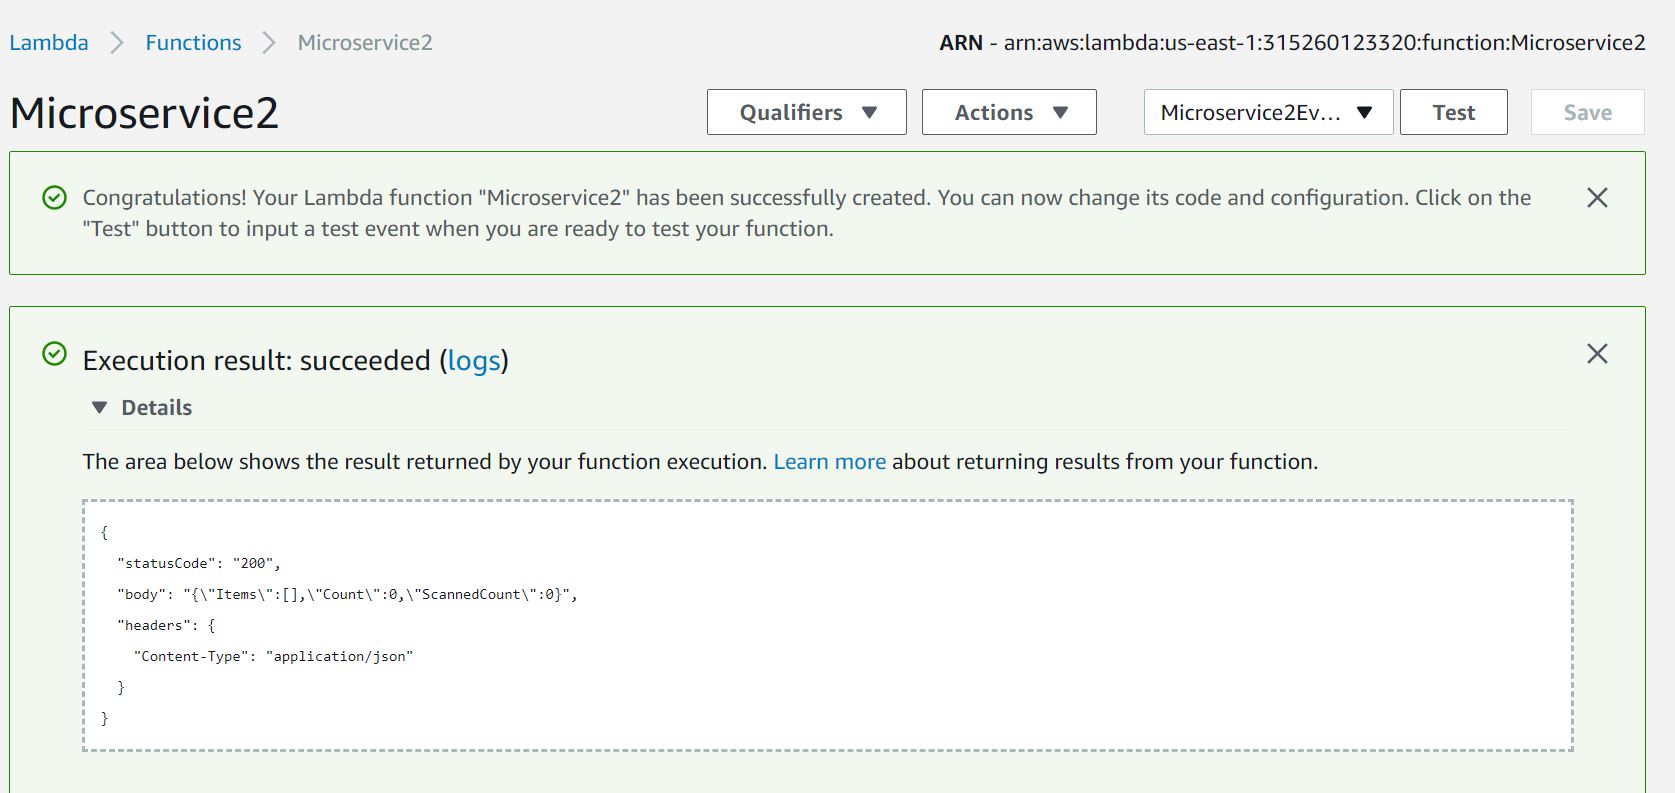 Lambda > Functions > Microservice2
ARN - arn:aws:lambda:us-east-1:315260123320:function:Microservice2
Microservice2
Qualifiers
Actions
Microservice2Ev...
Test
Save
Congratulations! Your Lambda function "Microservice2" has been successfully created. You can now change its code and configuration. Click on the
"Test" button to input a test event when you are ready to test your function.
Execution result: succeeded (logs)
Details
The area below shows the result returned by your function execution. Learn more about returning results from your function.
{
  "statusCode": "200",
  "body": "{\"Items\":[],\"Count\":0,\"ScannedCount\":0}",
  "headers": {
    "Content-Type": "application/json"
  }
}